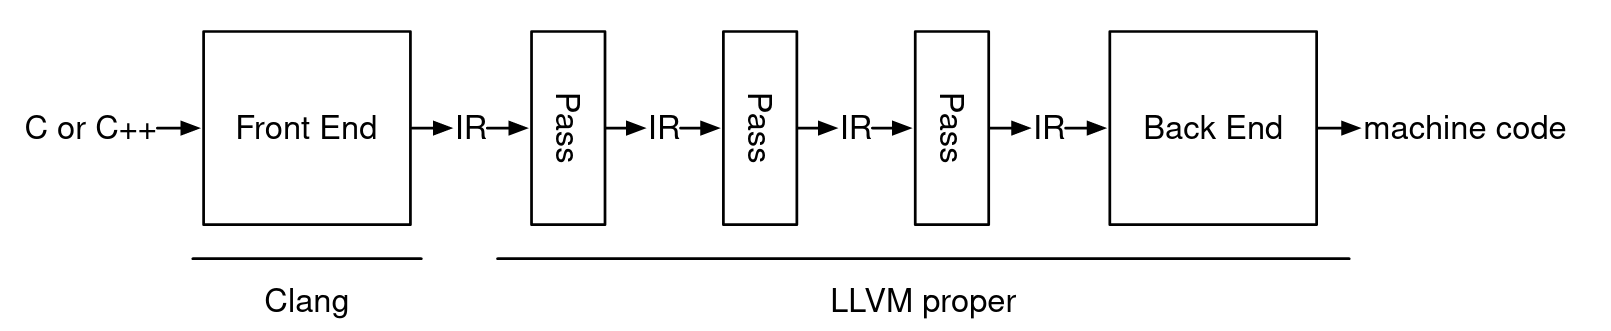 C or C++ Front End IR Pass IR Pass IR Pass IR Back End machine code
Clang LLVM proper